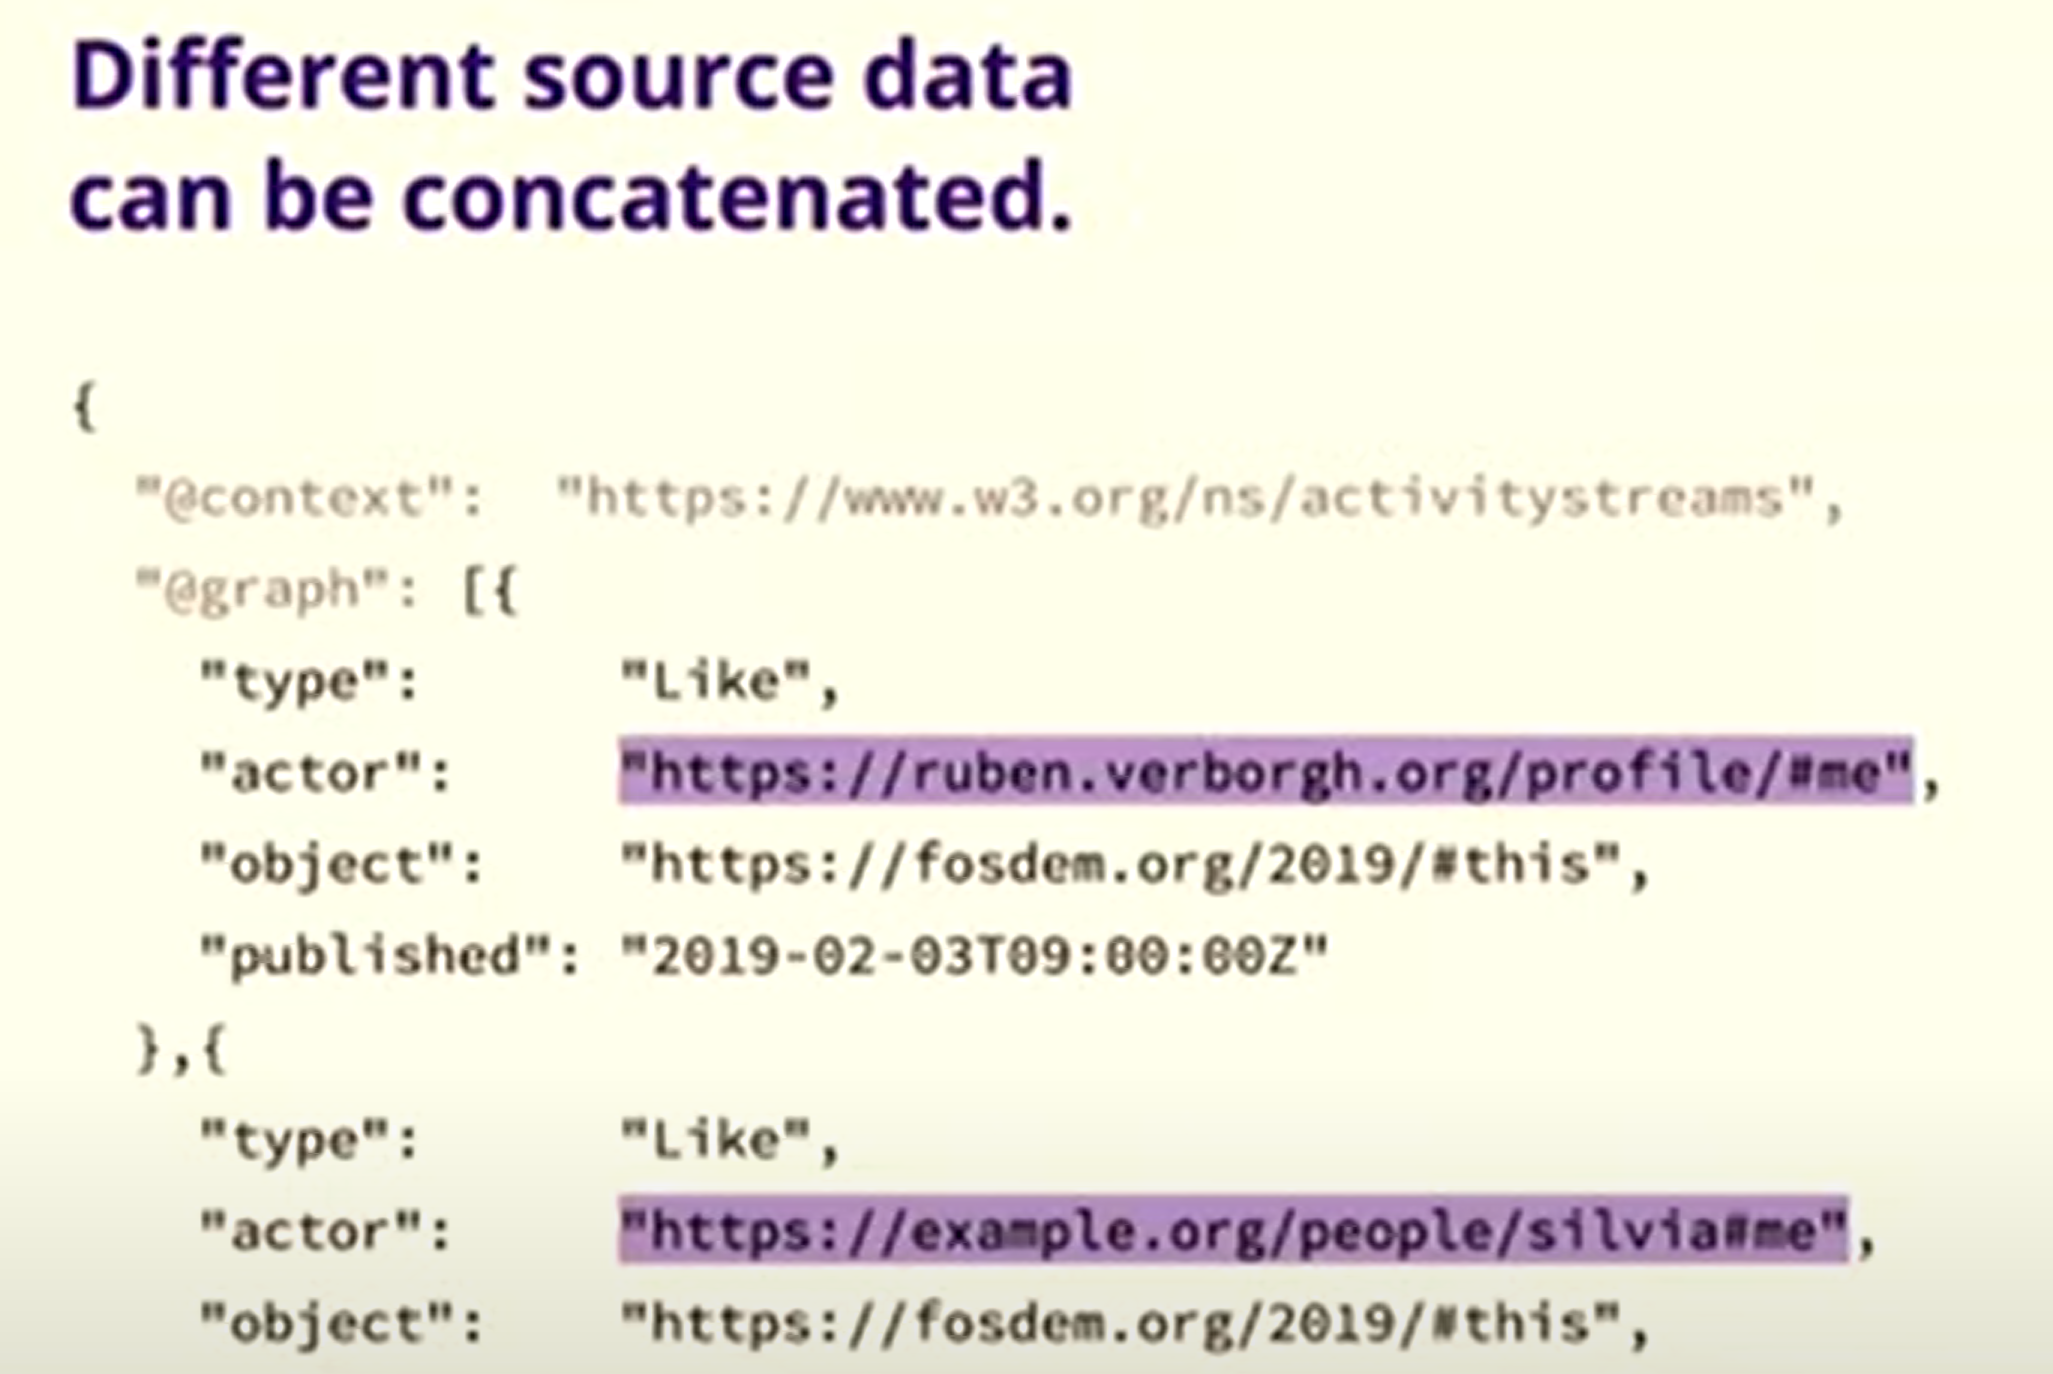 Different source data
can be concatenated.
{
"@context": "https://www.w3.org/ns/activitystreams",
"@graph": [{
"type": "Like",
"actor": "https://ruben.verborgh.org/profile/#me",
"object": "https://fosdem.org/2019/#this",
"published": "2019-02-03T09:00:00Z"
},{
"type": "Like",
"actor": "https://example.org/people/silvia#me",
"object": "https://fosdem.org/2019/#this",